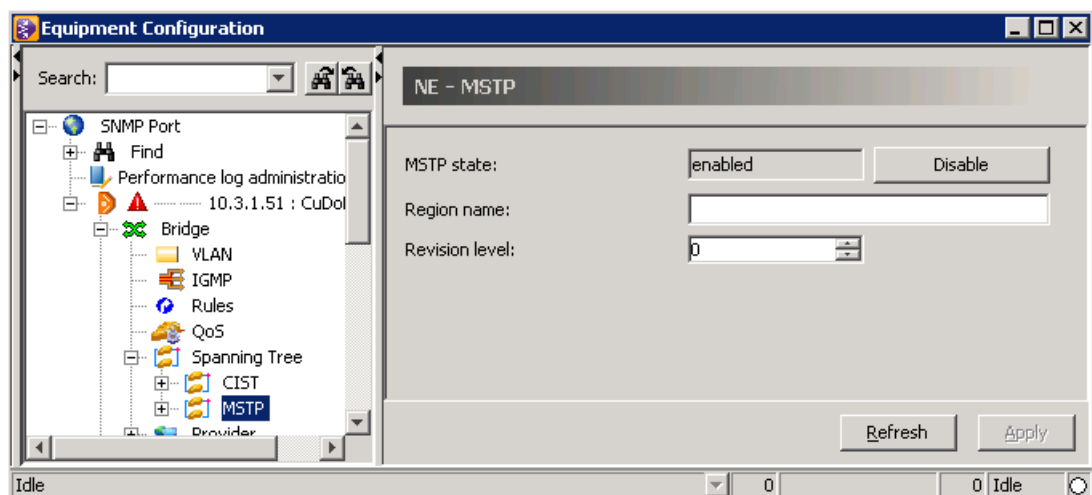 Equipment Configuration
Search:
NE - MSTP
SNMP Port
Find
Performance log administratio
10.3.1.51 : CuDol
Bridge
VLAN
IGMP
Rules
QoS
Spanning Tree
CIST
MSTP
Provider
MSTP state:
enabled
Disable
Region name:
Revision level:
0
Refresh
Apply
Idle
0
0
Idle